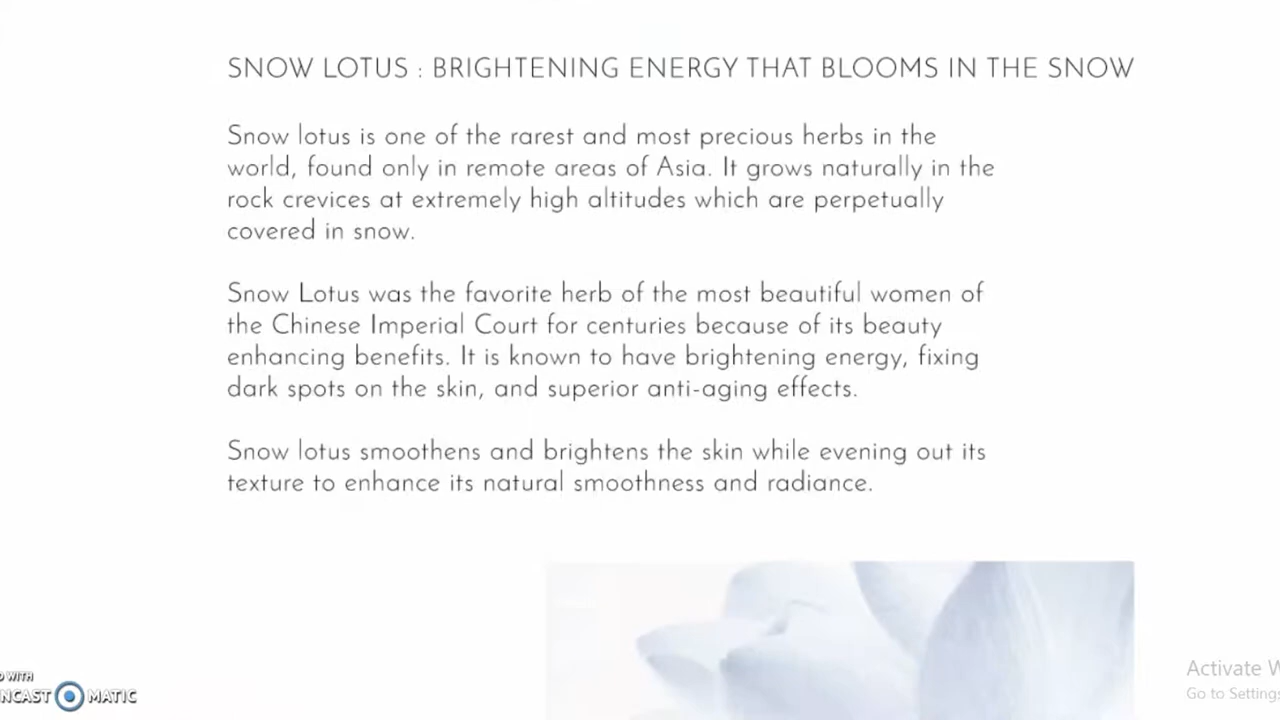 SNOW LOTUS : BRIGHTENING ENERGY THAT BLOOMS IN THE SNOW
Snow lotus is one of the rarest and most precious herbs in the
world, found only in remote areas of Asia. It grows naturally in the
rock crevices at extremely high altitudes which are perpetually
covered in snow.
Snow Lotus was the favorite herb of the most beautiful women of
the Chinese Imperial Court for centuries because of its beauty
enhancing benefits. It is known to have brightening energy, fixing
dark spots on the skin, and superior anti-aging effects.
Snow lotus smoothens and brightens the skin while evening out its
texture to enhance its natural smoothness and radiance.
Activate W
Go to Settings
D WITH
NCAST MATIC